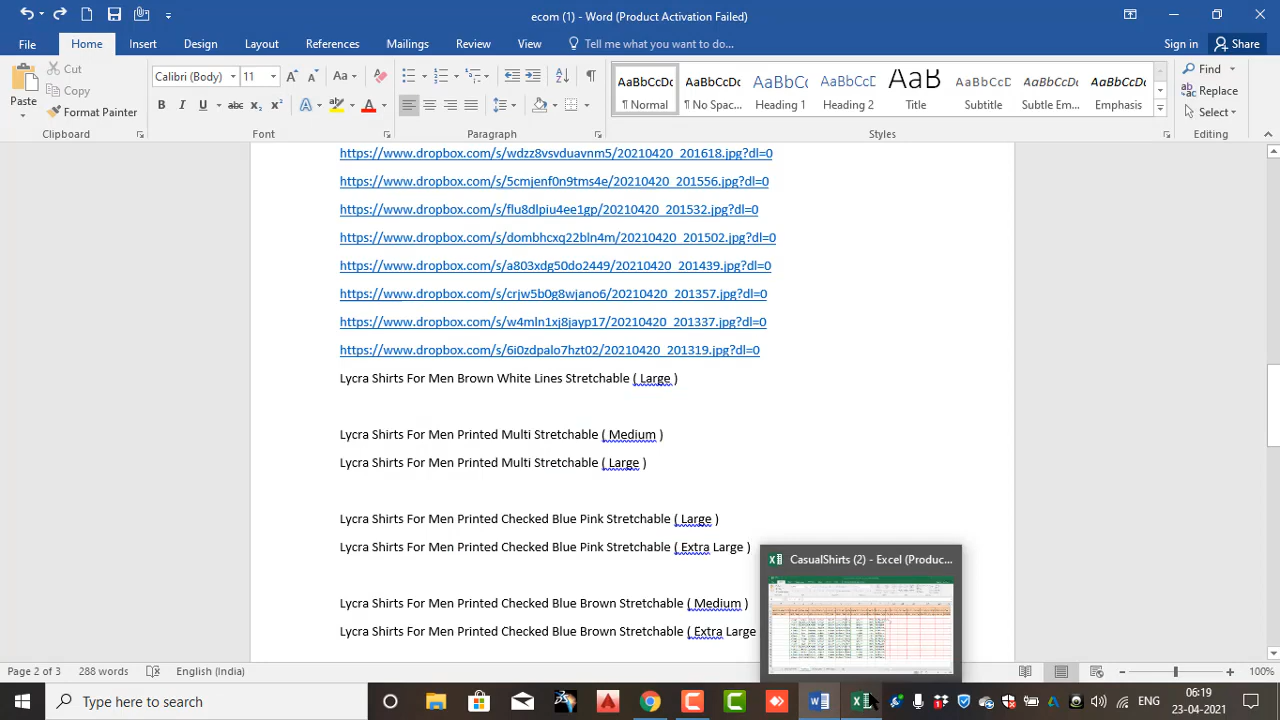 ecom (1) - Word (Product Activation Failed)
File Home Insert Design Layout References Mailings Review View Tell me what you want to do... Sign in Share
Paste
Cut
Copy
Format Painter
Clipboard
Calibri (Body) 11
Font
Paragraph
AaBbCcDc AaBbCcDc AaBbCc AaBbCcC AaB AaBbCcD AaBbCcDc AaBbCcDc
¶ Normal ¶ No Spac... Heading 1 Heading 2 Title Subtitle Subtle Em... Emphasis
Styles
Find
Replace
Select
Editing
https://www.dropbox.com/s/wdzz8vsvduavnm5/20210420_201618.jpg?dl=0
https://www.dropbox.com/s/5cmjenf0n9tms4e/20210420_201556.jpg?dl=0
https://www.dropbox.com/s/flu8dlpiu4ee1gp/20210420_201532.jpg?dl=0
https://www.dropbox.com/s/dombhcxq22bln4m/20210420_201502.jpg?dl=0
https://www.dropbox.com/s/a803xdg50do2449/20210420_201439.jpg?dl=0
https://www.dropbox.com/s/crjw5b0g8wjano6/20210420_201357.jpg?dl=0
https://www.dropbox.com/s/w4mln1xj8jayp17/20210420_201337.jpg?dl=0
https://www.dropbox.com/s/6i0zdpalo7hzt02/20210420_201319.jpg?dl=0
Lycra Shirts For Men Brown White Lines Stretchable ( Large )
Lycra Shirts For Men Printed Multi Stretchable ( Medium )
Lycra Shirts For Men Printed Multi Stretchable ( Large )
Lycra Shirts For Men Printed Checked Blue Pink Stretchable ( Large )
Lycra Shirts For Men Printed Checked Blue Pink Stretchable ( Extra Large )
Lycra Shirts For Men Printed Checked Blue Brown Stretchable ( Medium )
Lycra Shirts For Men Printed Checked Blue Brown Stretchable ( Extra Large
CasualShirts (2) - Excel (Produc...
Page 2 of 3 298 words English (India) 100%
Type here to search
ENG
06:19
23-04-2021